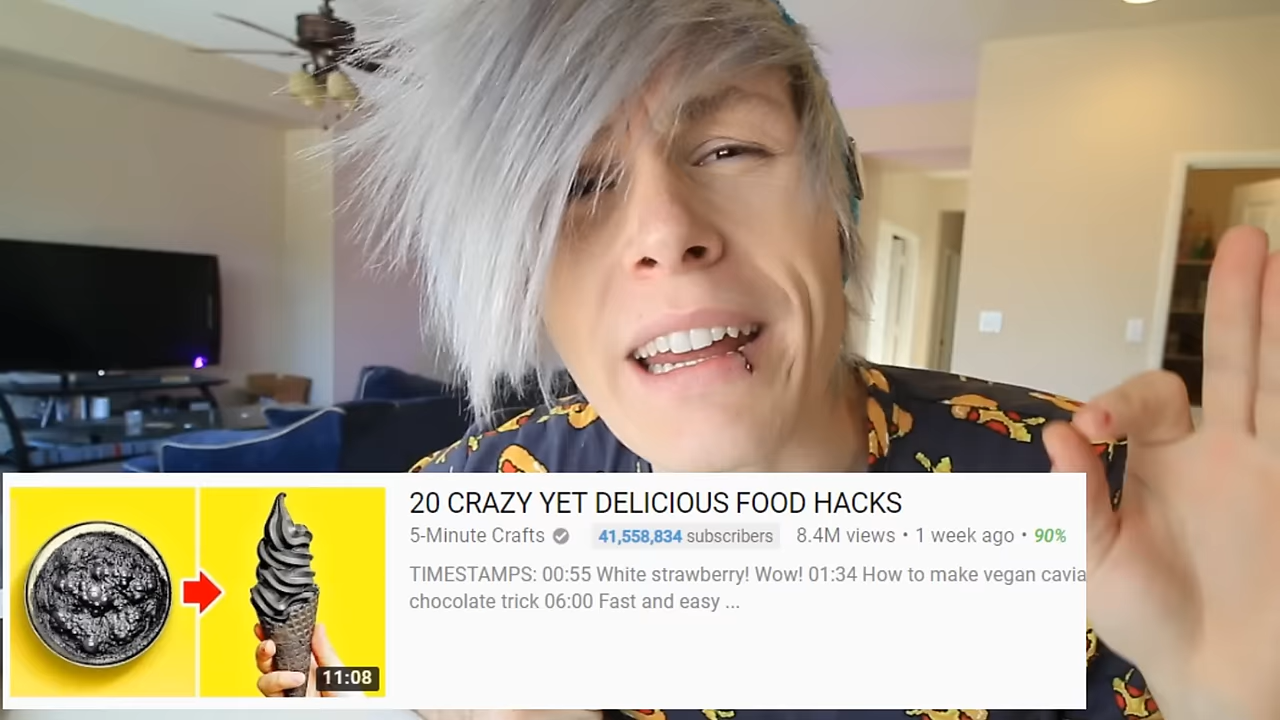 20 CRAZY YET DELICIOUS FOOD HACKS
5-Minute Crafts 41,558,834 subscribers 8.4M views • 1 week ago • 90%
TIMESTAMPS: 00:55 White strawberry! Wow! 01:34 How to make vegan cavia
chocolate trick 06:00 Fast and easy ...
11:08